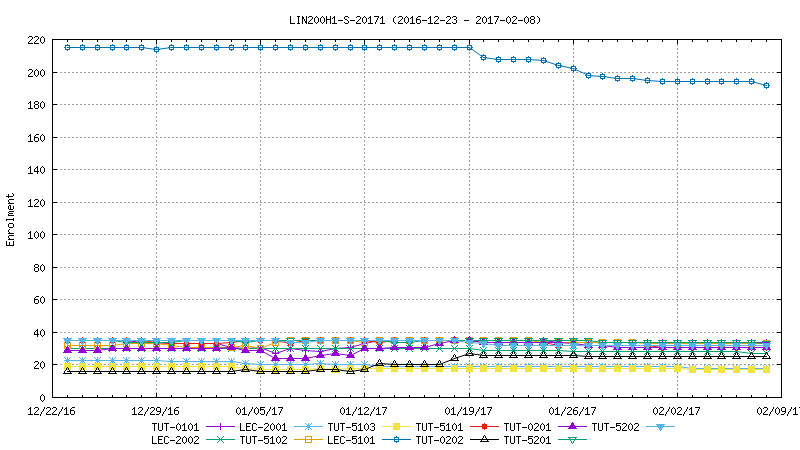 LIN200H1-S-20171 (2016-12-23 - 2017-02-08)
220
200
180
160
140
120
100
80
60
40
20
0
Enrolment
12/22/16 12/29/16 01/05/17 01/12/17 01/19/17 01/26/17 02/02/17 02/09/17
TUT-0101 LEC-2001 TUT-5103 TUT-5101 TUT-0201 TUT-5202
LEC-2002 TUT-5102 LEC-5101 TUT-0202 TUT-5201